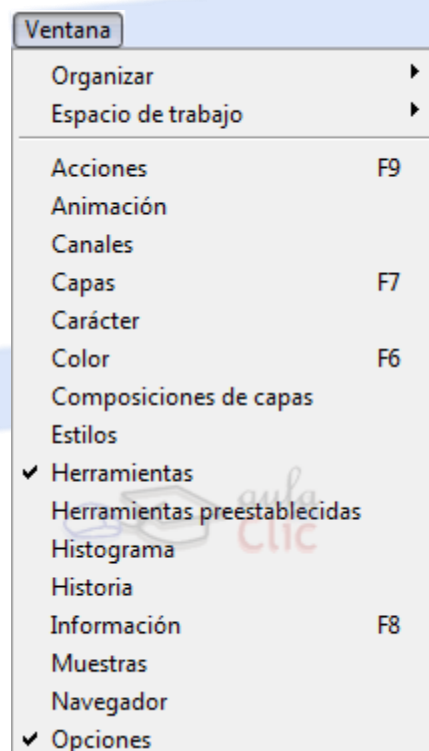 Ventana
Organizar
Espacio de trabajo
Acciones F9
Animación
Canales
Capas F7
Carácter
Color F6
Composiciones de capas
Estilos
Herramientas
Herramientas preestablecidas
Histograma
Historia
Información F8
Muestras
Navegador
Opciones
aula
Clic